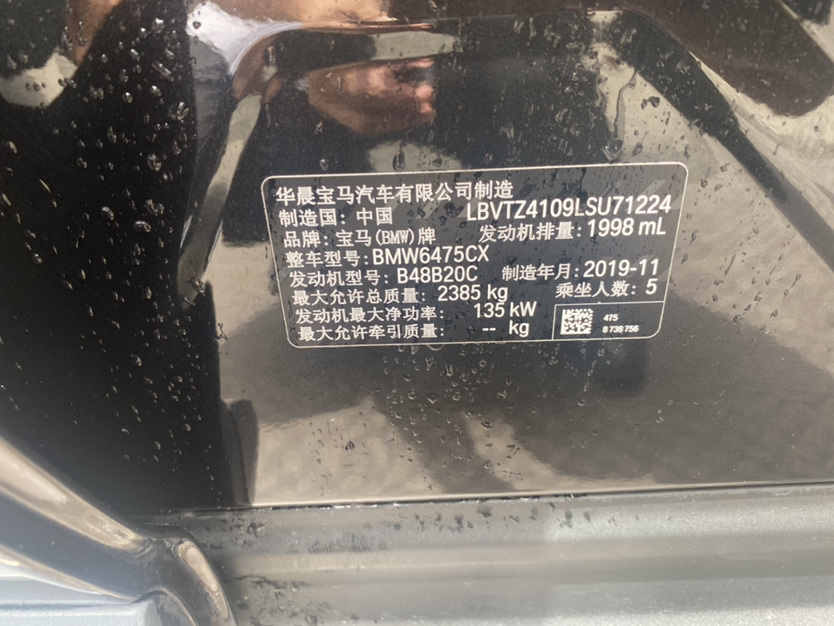 华晨宝马汽车有限公司制造
制造国: 中国 LBVTZ4109LSU71224
品牌: 宝马(BMW)牌 发动机排量: 1998 mL
整车型号: BMW6475CX
发动机型号: B48B20C 制造年月: 2019-11
最大允许总质量: 2385 kg 乘坐人数: 5
发动机最大净功率: 135 kW
最大允许牵引质量: -- kg
475
8 738 756